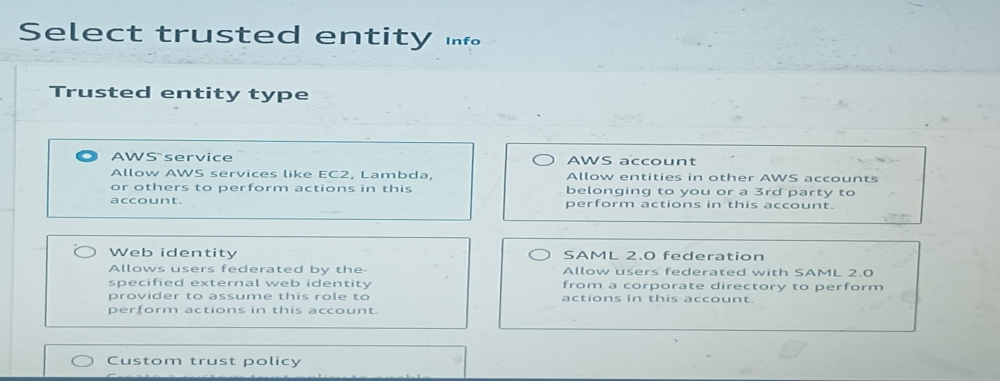 Select trusted entity Info
Trusted entity type
AWS service
Allow AWS services like EC2, Lambda,
or others to perform actions in this
account.
AWS account
Allow entities in other AWS accounts
belonging to you or a 3rd party to
perform actions in this account.
Web identity
Allows users federated by the
specified external web identity
provider to assume this role to
perform actions in this account.
SAML 2.0 federation
Allow users federated with SAML 2.0
from a corporate directory to perform
actions in this account.
Custom trust policy